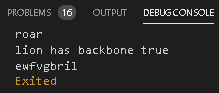 PROBLEMS 16 OUTPUT DEBUG CONSOLE
roar
lion has backbone true
ewfvgbril
Exited